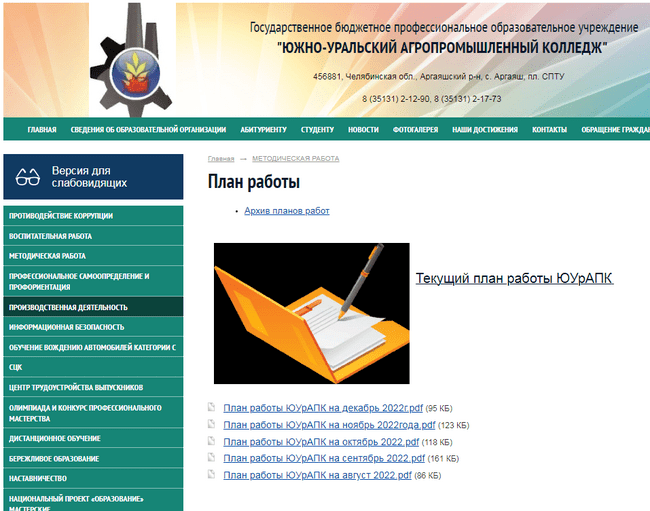 Государственное бюджетное профессиональное образовательное учреждение
"ЮЖНО-УРАЛЬСКИЙ АГРОПРОМЫШЛЕННЫЙ КОЛЛЕДЖ"
456881, Челябинская обл., Аргаяшский р-н, с. Аргаяш, пл. СПТУ
8 (35131) 2-12-90, 8 (35131) 2-17-73
ГЛАВНАЯ СВЕДЕНИЯ ОБ ОБРАЗОВАТЕЛЬНОЙ ОРГАНИЗАЦИИ АБИТУРИЕНТУ СТУДЕНТУ НОВОСТИ ФОТОГАЛЕРЕЯ НАШИ ДОСТИЖЕНИЯ КОНТАКТЫ ОБРАЩЕНИЕ ГРАЖДА
Версия для
слабовидящих
ПРОТИВОДЕЙСТВИЕ КОРРУПЦИИ
ВОСПИТАТЕЛЬНАЯ РАБОТА
МЕТОДИЧЕСКАЯ РАБОТА
ПРОФЕССИОНАЛЬНОЕ САМООПРЕДЕЛЕНИЕ И
ПРОФОРИЕНТАЦИЯ
ПРОИЗВОДСТВЕННАЯ ДЕЯТЕЛЬНОСТЬ
ИНФОРМАЦИОННАЯ БЕЗОПАСНОСТЬ
ОБУЧЕНИЕ ВОЖДЕНИЮ АВТОМОБИЛЕЙ КАТЕГОРИИ С
СЦК
ЦЕНТР ТРУДОУСТРОЙСТВА ВЫПУСКНИКОВ
ОЛИМПИАДА И КОНКУРС ПРОФЕССИОНАЛЬНОГО
МАСТЕРСТВА
ДИСТАНЦИОННОЕ ОБУЧЕНИЕ
БЕРЕЖЛИВОЕ ОБРАЗОВАНИЕ
НАСТАВНИЧЕСТВО
НАЦИОНАЛЬНЫЙ ПРОЕКТ «ОБРАЗОВАНИЕ»
МАСТЕРСКИЕ
Главная → МЕТОДИЧЕСКАЯ РАБОТА
План работы
Архив планов работ
Текущий план работы ЮУрАПК
План работы ЮУрАПК на декабрь 2022г.pdf (95 КБ)
План работы ЮУрАПК на ноябрь 2022года.pdf (123 КБ)
План работы ЮУрАПК на октябрь 2022.pdf (118 КБ)
План работы ЮУрАПК на сентябрь 2022.pdf (161 КБ)
План работы ЮУрАПК на август 2022.pdf (86 КБ)